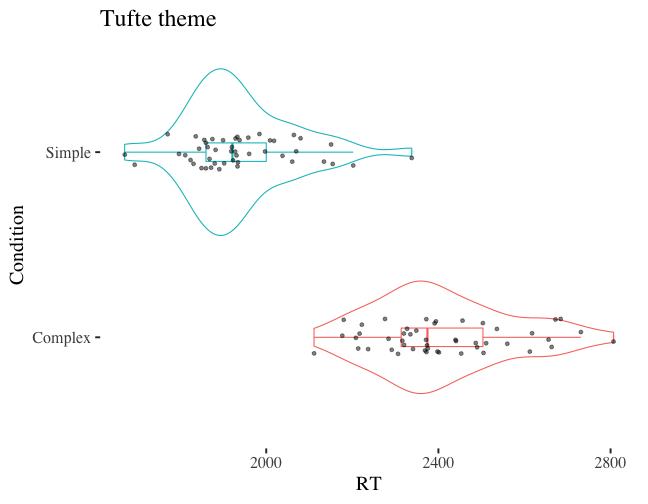 Tufte theme
Simple
Condition
Complex
2000
2400
2800
RT